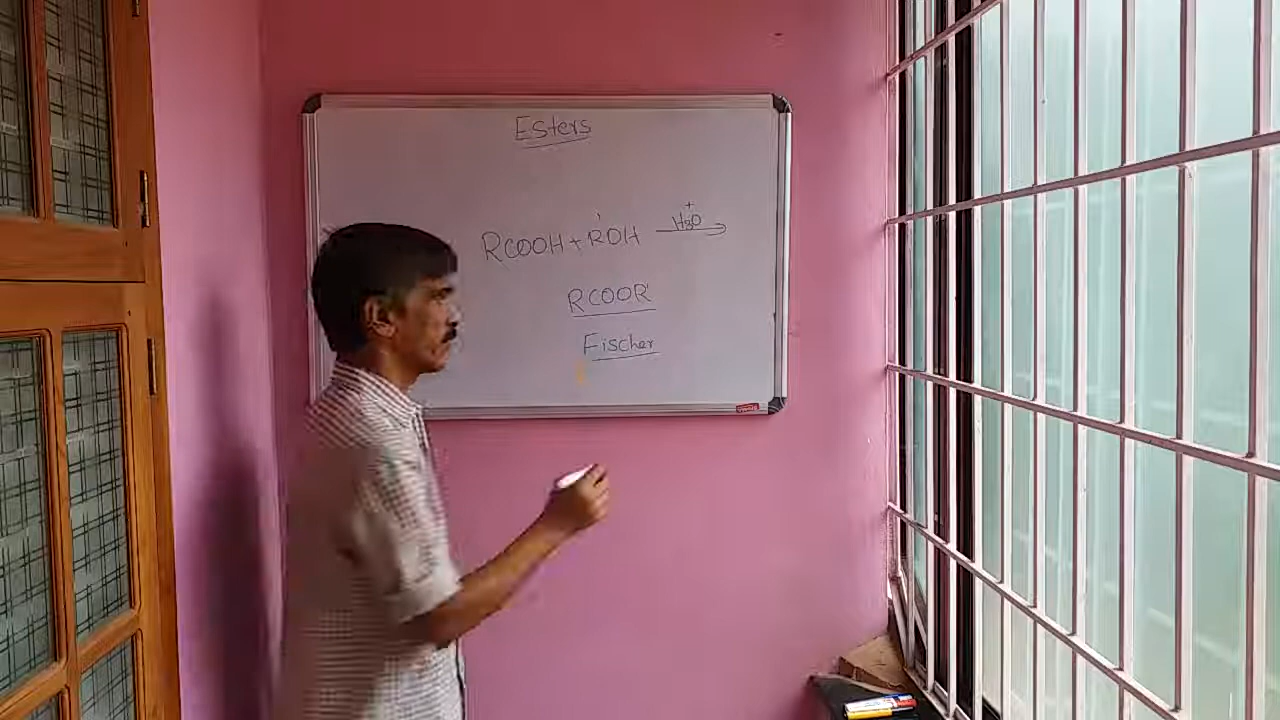 Esters
RCOOH + R'OH H₃O⁺ →
RCOOR'
Fischer